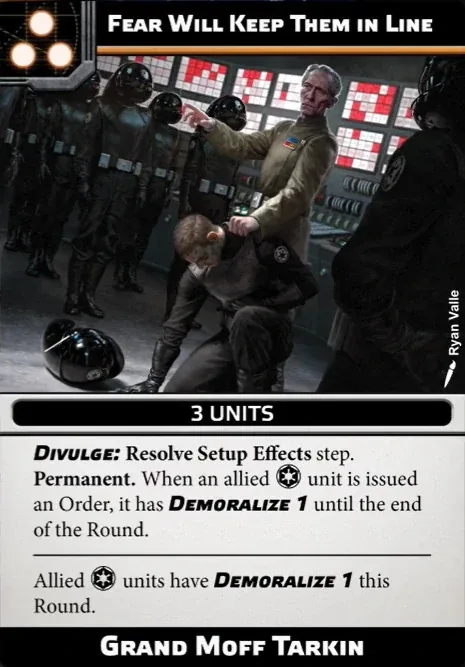 Fear Will Keep Them in Line
Ryan Valle
3 UNITS
Divulge: Resolve Setup Effects step.
Permanent. When an allied unit is issued
an Order, it has Demoralize 1 until the end
of the Round.
Allied units have Demoralize 1 this
Round.
Grand Moff Tarkin